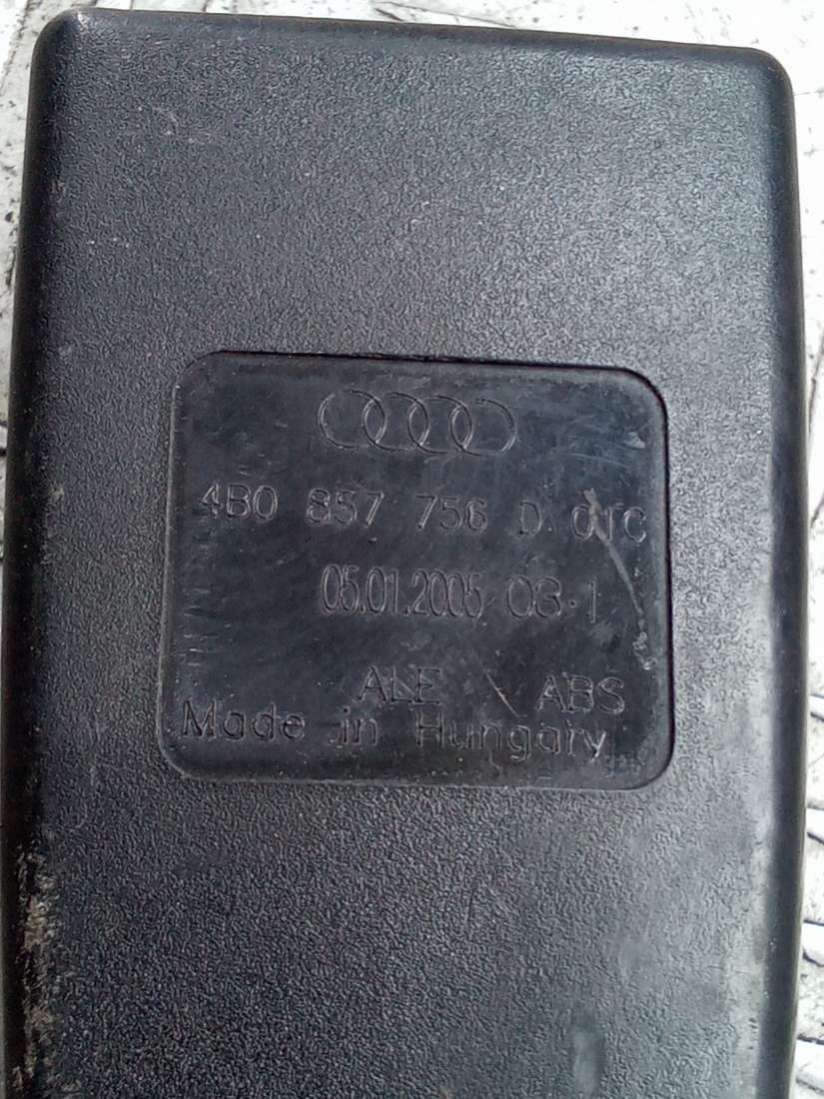 4B0 857 756 D 01C
05.01.2005 03.1
ALE ABS
Made in Hungary